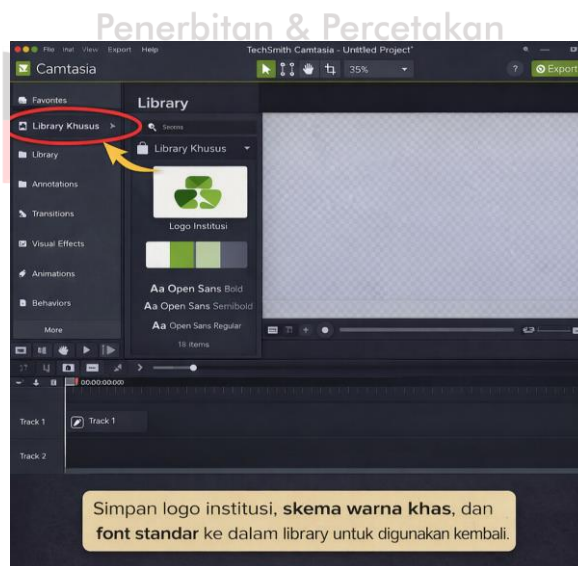 Penerbitan & Percetakan
File Inat View Export Help
TechSmith Camtasia - Untitled Project*
Camtasia
35%
?
Export
Favorites
Library Khusus
Library
Annotations
Transitions
Visual Effects
Animations
Behaviors
More
Library
Library Khusus
Logo Institusi
Aa Open Sans Bold
Aa Open Sans Semibold
Aa Open Sans Regular
items
00:00:00:00
Track 1
Track 1
Track 2
Simpan logo institusi, skema warna khas, dan
font standar ke dalam library untuk digunakan kembali.